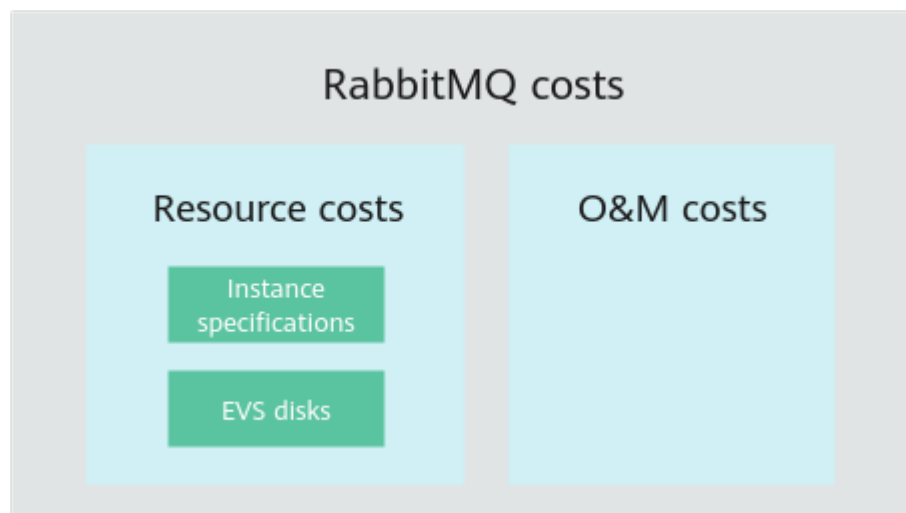 RabbitMQ costs
Resource costs
Instance
specifications
EVS disks
O&M costs